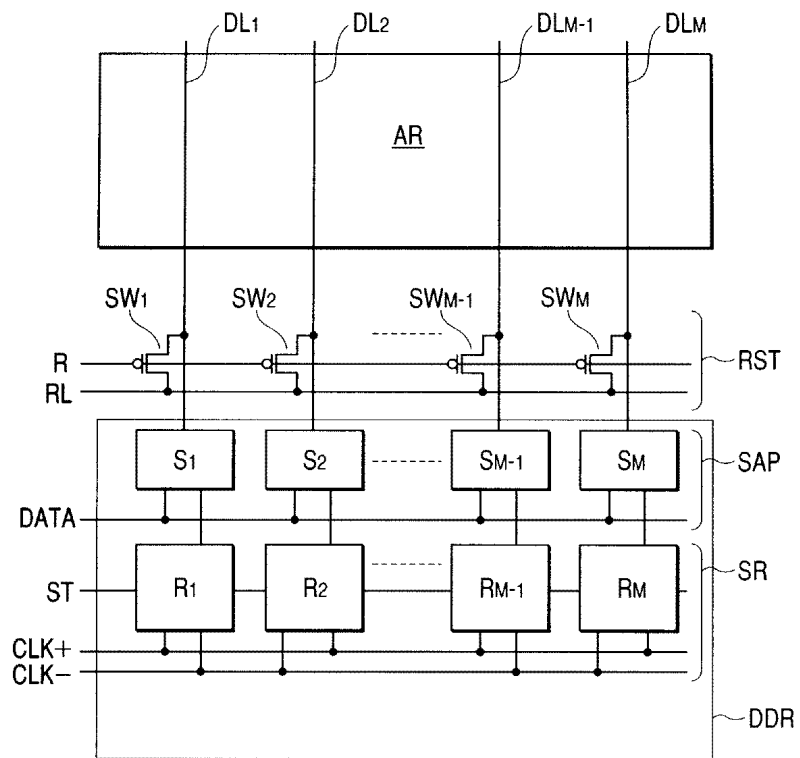 DL1 DL2 DLM-1 DLM
AR
SW1 SW2 SWM-1 SWM
R
RL
RST
S1 S2 SM-1 SM
SAP
DATA
R1 R2 RM-1 RM
SR
ST
CLK+
CLK−
DDR